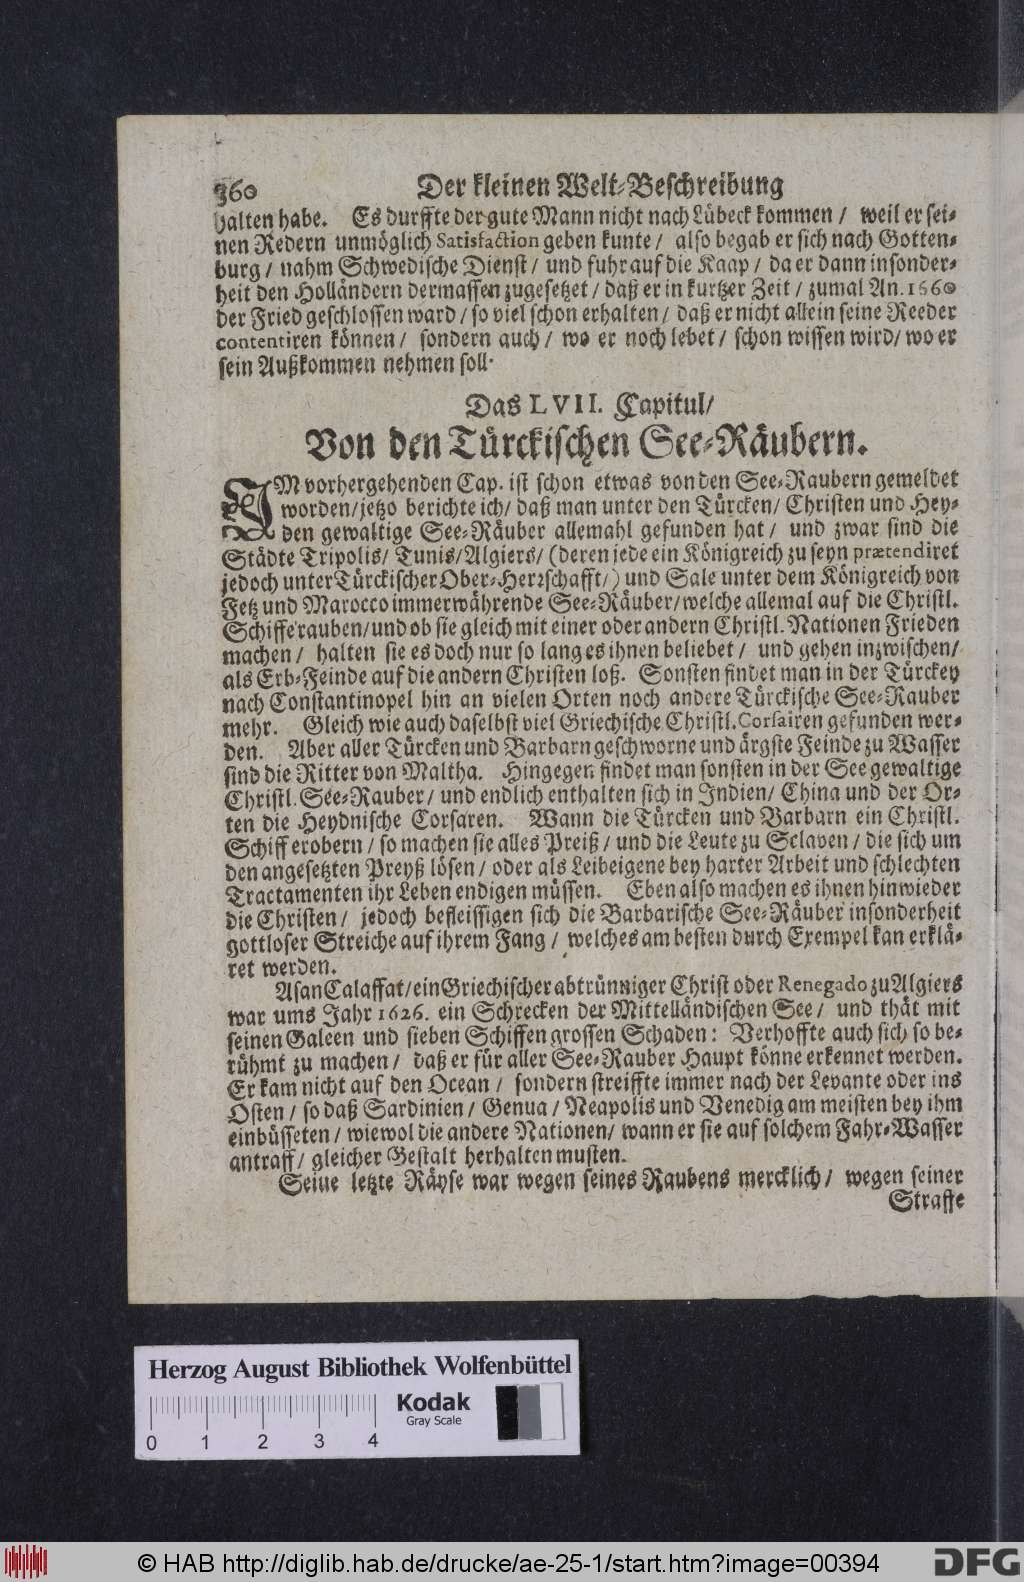 360 Der kleinen Welt-Beschreibung
halten habe. Es durffte der gute Mann nicht nach Lübeck kommen / weil er sei-
nen Redern unmöglich Satisfaction geben kunte / also begab er sich nach Gotten-
burg / nahm Schwedische Dienst / und fuhr auf die Kaap / da er dann insonder-
heit den Holländern dermassen zugesetzet / daß er in kurtzer Zeit / zumal An. 1660
der Fried geschlossen ward / so viel schon erhalten / daß er nicht allein seine Reeder
contentiren können / sondern auch / wo er noch lebet / schon wissen wird / wo er
sein Außkommen nehmen soll.
Das LVII. Capitul /
Von den Türckischen See-Räubern.
IM vorhergehenden Cap. ist schon etwas von den See-Raubern gemeldet
worden / jetzo berichte ich / daß man unter den Türcken / Christen und Hey-
den gewaltige See-Räuber allemahl gefunden hat / und zwar sind die
Städte Tripolis / Tunis / Algiers / (deren jede ein Königreich zu seyn prætendiret
jedoch unter Türckischer Ober-Herrschafft /) und Sale unter dem Königreich von
Fetz und Marocco immerwährende See-Räuber / welche allemal auf die Christl.
Schiffe rauben / und ob sie gleich mit einer oder andern Christl. Nationen Frieden
machen / halten sie es doch nur so lang es ihnen beliebet / und gehen inzwischen /
als Erb-Feinde auf die andern Christen loß. Sonsten findet man in der Türckey
nach Constantinopel hin an vielen Orten noch andere Türckische See-Rauber
mehr. Gleich wie auch daselbst viel Griechische Christl. Corsairen gefunden wer-
den. Aber aller Türcken und Barbarn geschworne und ärgste Feinde zu Wasser
sind die Ritter von Maltha. Hingegen findet man sonsten in der See gewaltige
Christl. See-Rauber / und endlich enthalten sich in Indien / China und der Or-
ten die Heydnische Corsaren. Wann die Türcken und Barbarn ein Christl.
Schiff erobern / so machen sie alles Preiß / und die Leute zu Sclaven / die sich um
den angesetzten Preyß lösen / oder als Leibeigene bey harter Arbeit und schlechten
Tractamenten ihr Leben endigen müssen. Eben also machen es ihnen hinwieder
die Christen / jedoch befleissigen sich die Barbarische See-Räuber insonderheit
gottloser Streiche auf ihrem Fang / welches am besten durch Exempel kan erklä-
ret werden.
Asan Calaffat / ein Griechischer abtrünniger Christ oder Renegado zu Algiers
war ums Jahr 1626. ein Schrecken der Mittelländischen See / und thät mit
seinen Galeen und sieben Schiffen grossen Schaden: Verhoffte auch sich so be-
rühmt zu machen / daß er für aller See-Rauber Haupt könne erkennet werden.
Er kam nicht auf den Ocean / sondern streiffte immer nach der Levante oder ins
Osten / so daß Sardinien / Genua / Neapolis und Venedig am meisten bey ihm
einbüsseten / wiewol die andere Nationen / wann er sie auf solchem Fahr-Wasser
antraff / gleicher Gestalt herhalten musten.
Seine letzte Räyse war wegen seines Raubens mercklich / wegen seiner
Straffe
Herzog August Bibliothek Wolfenbüttel
Kodak
Gray Scale
0 1 2 3 4
© HAB http://diglib.hab.de/drucke/ae-25-1/start.htm?image=00394
DFG